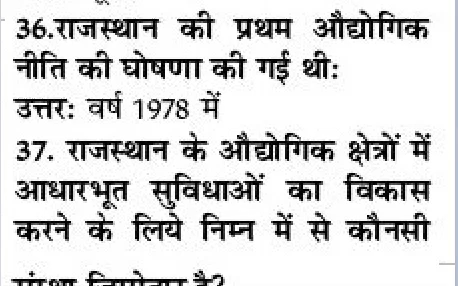 36.राजस्थान की प्रथम औद्योगिक
नीति की घोषणा की गई थी:
उत्तर: वर्ष 1978 में
37. राजस्थान के औद्योगिक क्षेत्रों में
आधारभूत सुविधाओं का विकास
करने के लिये निम्न में से कौनसी